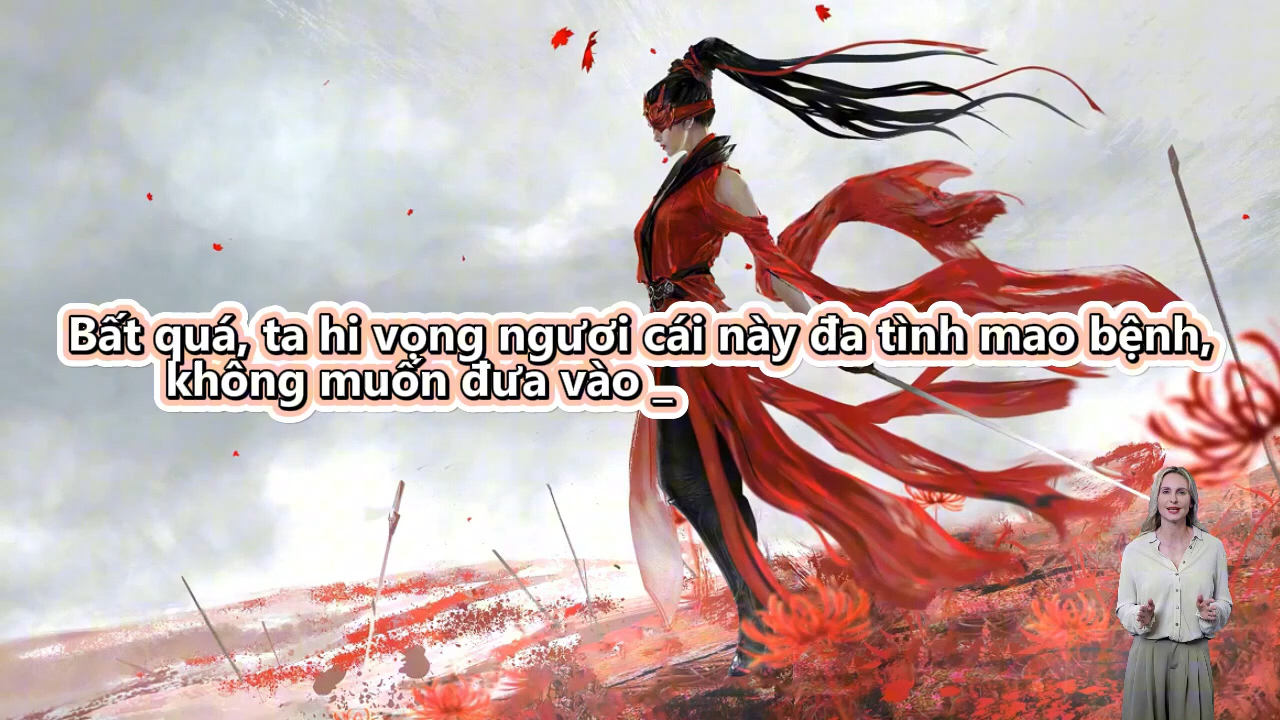 Bất quá, ta hi vọng ngươi cái này đa tình mao bệnh,
không muốn đưa vào _